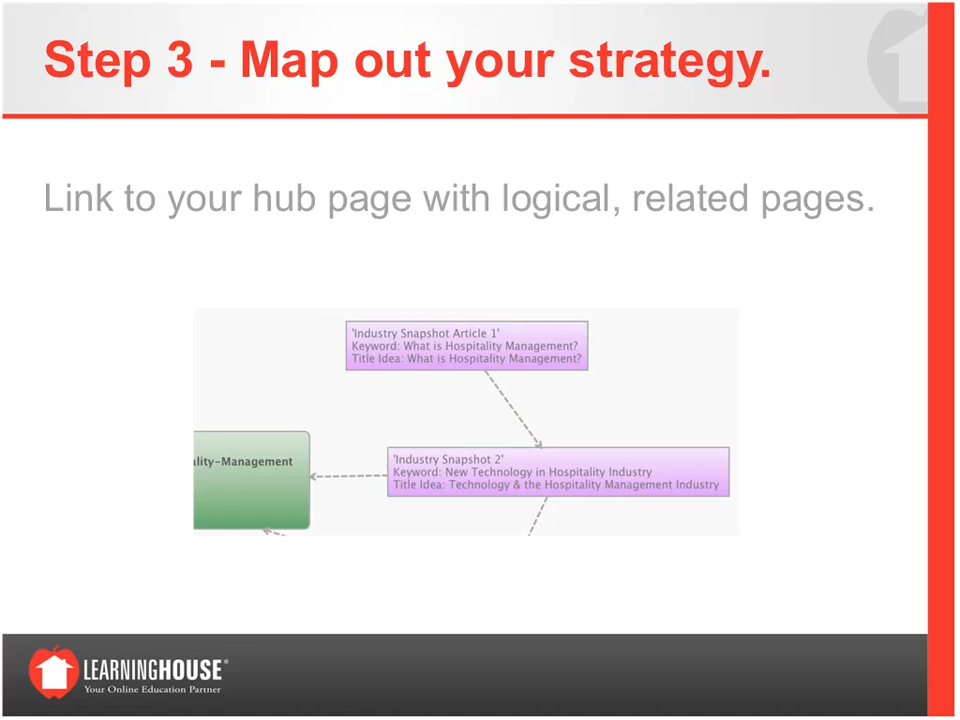 Step 3 - Map out your strategy.
Link to your hub page with logical, related pages.
'Industry Snapshot Article 1'
Keyword: What is Hospitality Management?
Title Idea: What is Hospitality Management?
ality-Management
'Industry Snapshot 2'
Keyword: New Technology in Hospitality Industry
Title Idea: Technology & the Hospitality Management Industry
LEARNINGHOUSE®
Your Online Education Partner